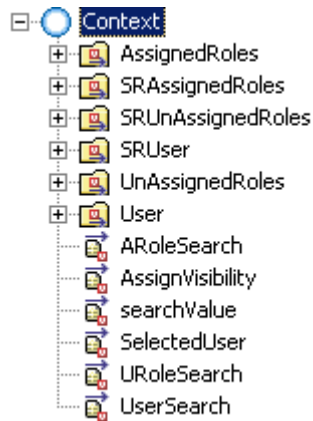 Context
AssignedRoles
SRAssignedRoles
SRUnAssignedRoles
SRUser
UnAssignedRoles
User
ARoleSearch
AssignVisibility
searchValue
SelectedUser
URoleSearch
UserSearch